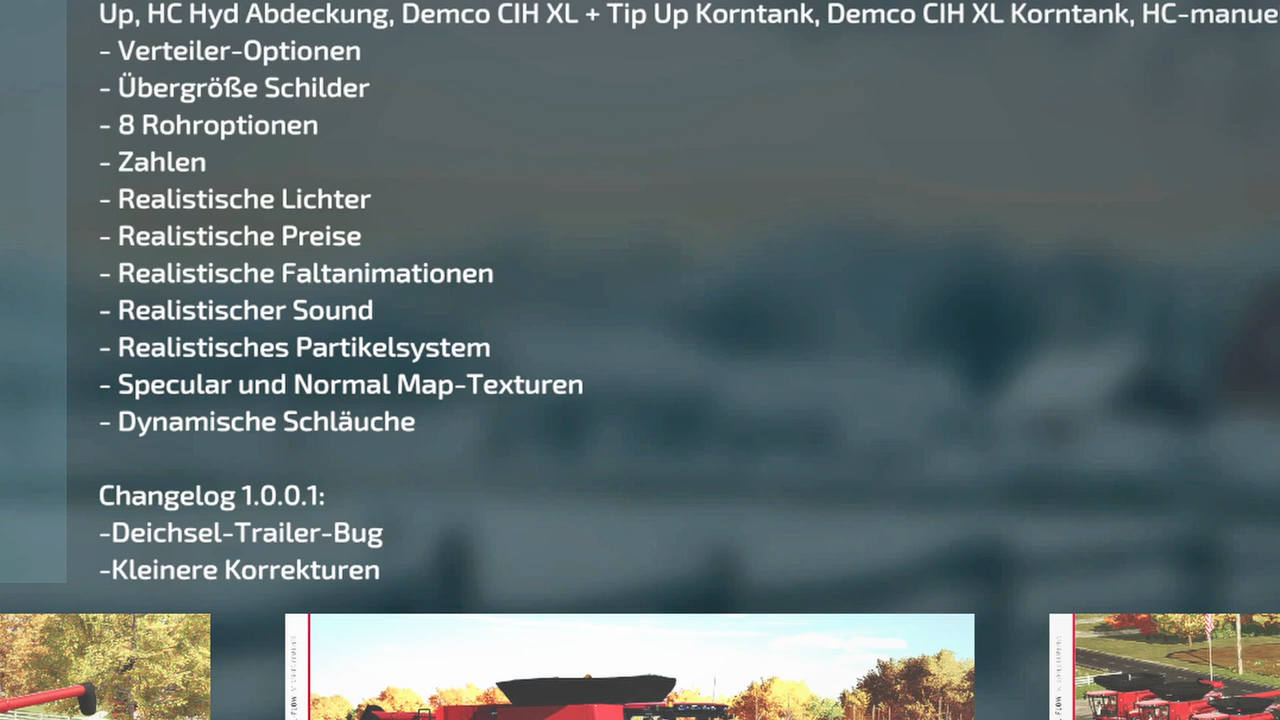 Up, HC Hyd Abdeckung, Demco CIH XL + Tip Up Korntank, Demco CIH XL Korntank, HC-manue
- Verteiler-Optionen
- Übergröße Schilder
- 8 Rohroptionen
- Zahlen
- Realistische Lichter
- Realistische Preise
- Realistische Faltanimationen
- Realistischer Sound
- Realistisches Partikelsystem
- Specular und Normal Map-Texturen
- Dynamische Schläuche
Changelog 1.0.0.1:
-Deichsel-Trailer-Bug
-Kleinere Korrekturen